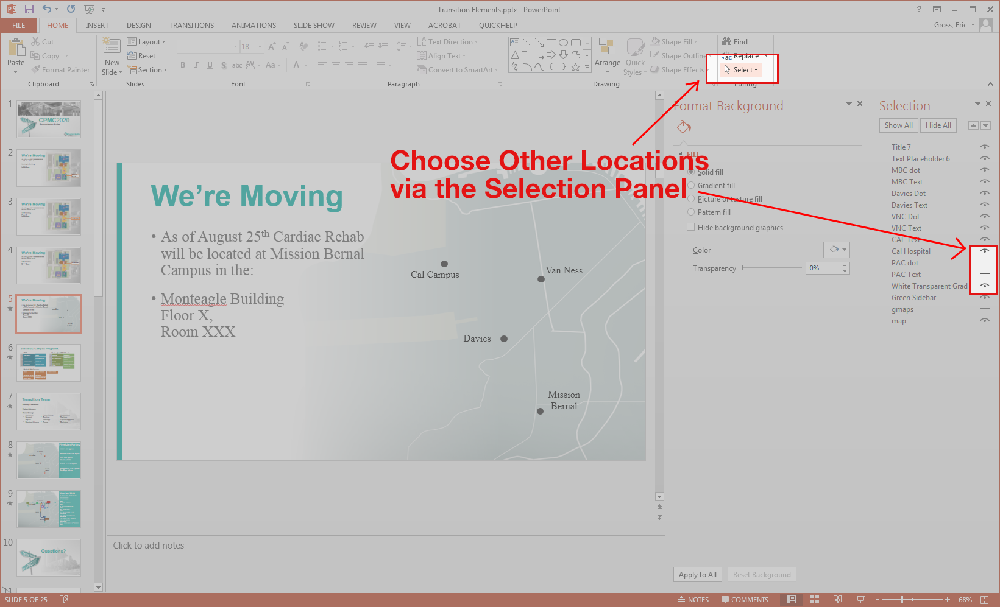 Transition Elements.pptx - PowerPoint
?
FILE HOME INSERT DESIGN TRANSITIONS ANIMATIONS SLIDE SHOW REVIEW VIEW ACROBAT QUICKHELP
Gross, Eric
Paste
Cut
Copy
Format Painter
Clipboard
New
Slide
Layout
Reset
Section
Slides
18
B I U S abc AV Aa A
Font
Text Direction
Align Text
Convert to SmartArt
Paragraph
Arrange
Quick
Styles
Shape Fill
Shape Outline
Shape Effects
Drawing
Find
Replace
Select
Editing
1
CPMC2020
2
We're Moving
3
We're Moving
4
We're Moving
5
We're Moving
6
7
Transition Team
8
9
10
Questions?
11
We're Moving
• As of August 25th Cardiac Rehab
will be located at Mission Bernal
Campus in the:
• Monteagle Building
Floor X,
Room XXX
Cal Campus
Van Ness
Davies
Mission
Bernal
Choose Other Locations
via the Selection Panel
Click to add notes
Format Background
FILL
Solid fill
Gradient fill
Picture or texture fill
Pattern fill
Hide background graphics
Color
Transparency 0%
Apply to All Reset Background
Selection
Show All Hide All
Title 7
Text Placeholder 6
MBC dot
MBC Text
Davies Dot
Davies Text
VNC Dot
VNC Text
CAL Text
Cal Hospital
PAC dot
PAC Text
White Transparent Grad
Green Sidebar
gmaps
map
SLIDE 5 OF 25
NOTES COMMENTS
68%